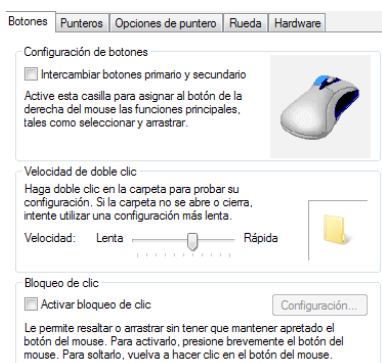 Botones Punteros Opciones de puntero Rueda Hardware
Configuración de botones
Intercambiar botones primario y secundario
Active esta casilla para asignar al botón de la
derecha del mouse las funciones principales,
tales como seleccionar y arrastrar.
Velocidad de doble clic
Haga doble clic en la carpeta para probar su
configuración. Si la carpeta no se abre o cierra,
intente utilizar una configuración más lenta.
Velocidad: Lenta Rápida
Bloqueo de clic
Activar bloqueo de clic Configuración...
Le permite resaltar o arrastrar sin tener que mantener apretado el
botón del mouse. Para activarlo, presione brevemente el botón del
mouse. Para soltarlo, vuelva a hacer clic en el botón del mouse.